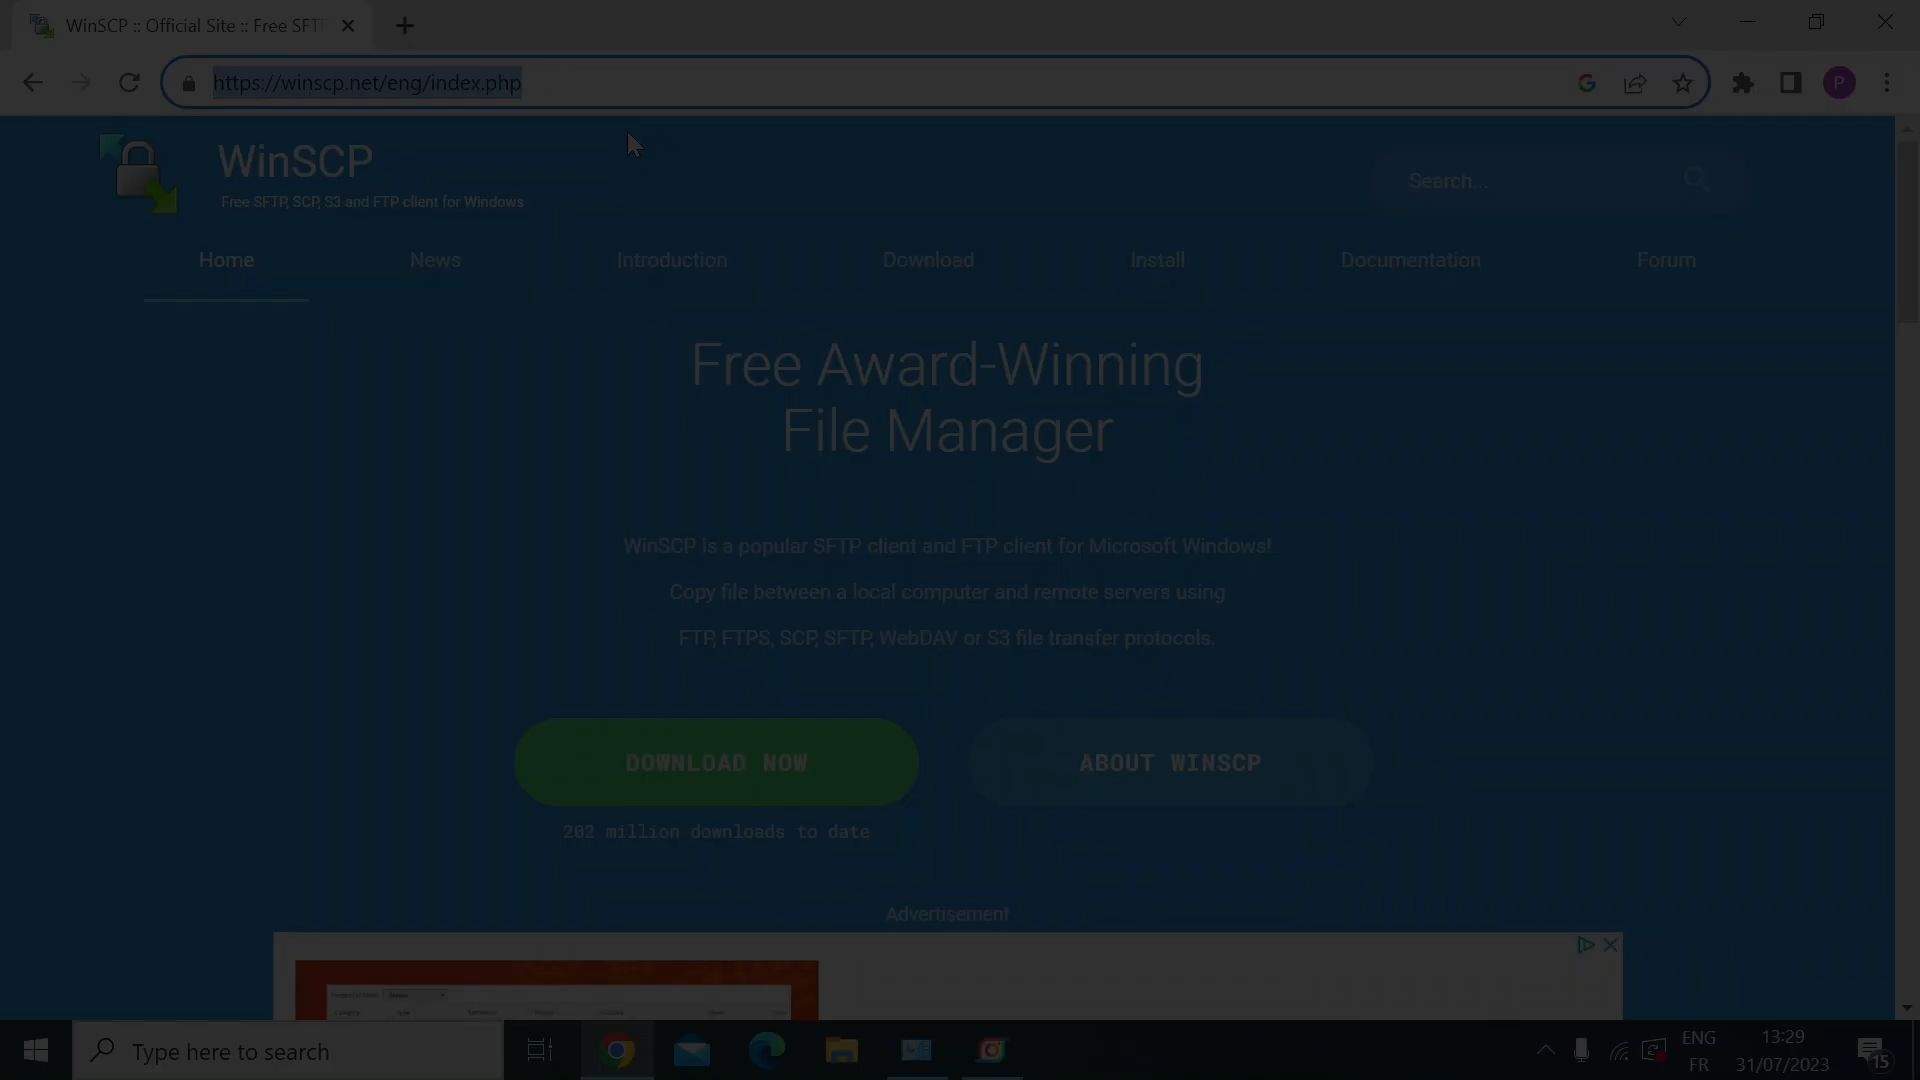 WinSCP :: Official Site :: Free SFT
https://winscp.net/eng/index.php
P
WinSCP
Free SFTP, SCP, S3 and FTP client for Windows
Search...
Home
News
Introduction
Download
Install
Documentation
Forum
Free Award-Winning
File Manager
WinSCP is a popular SFTP client and FTP client for Microsoft Windows!
Copy file between a local computer and remote servers using
FTP, FTPS, SCP, SFTP, WebDAV or S3 file transfer protocols.
DOWNLOAD NOW
ABOUT WINSCP
202 million downloads to date
Advertisement
Type here to search
ENG
FR
13:29
31/07/2023
15